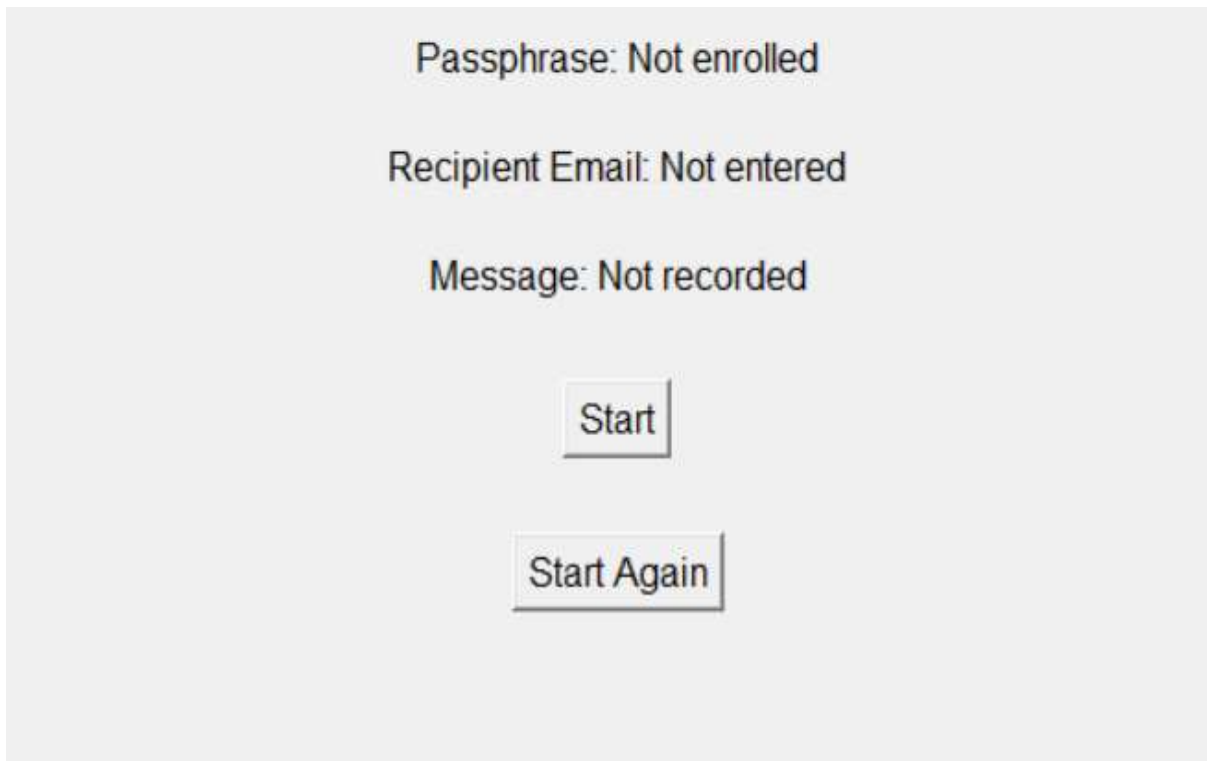 Passphrase: Not enrolled
Recipient Email: Not entered
Message: Not recorded
Start
Start Again